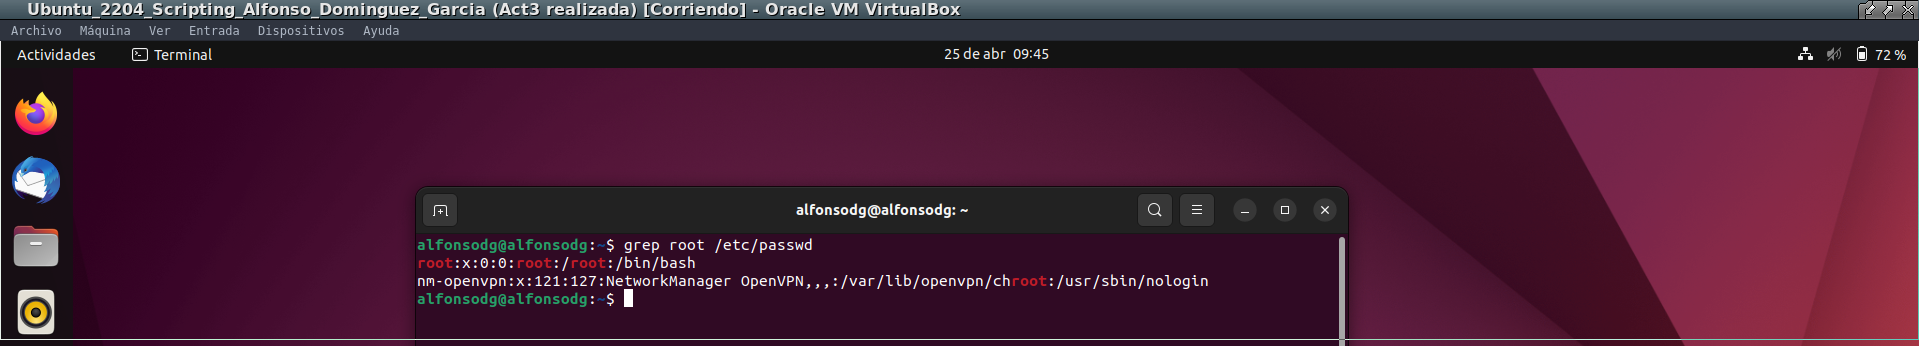 Ubuntu_2204_Scripting_Alfonso_Dominguez_Garcia (Act3 realizada) [Corriendo] - Oracle VM VirtualBox
Archivo Máquina Ver Entrada Dispositivos Ayuda
Actividades Terminal 25 de abr 09:45 72 %
alfonsodg@alfonsodg: ~
alfonsodg@alfonsodg:~$ grep root /etc/passwd
root:x:0:0:root:/root:/bin/bash
nm-openvpn:x:121:127:NetworkManager OpenVPN,,,:/var/lib/openvpn/chroot:/usr/sbin/nologin
alfonsodg@alfonsodg:~$